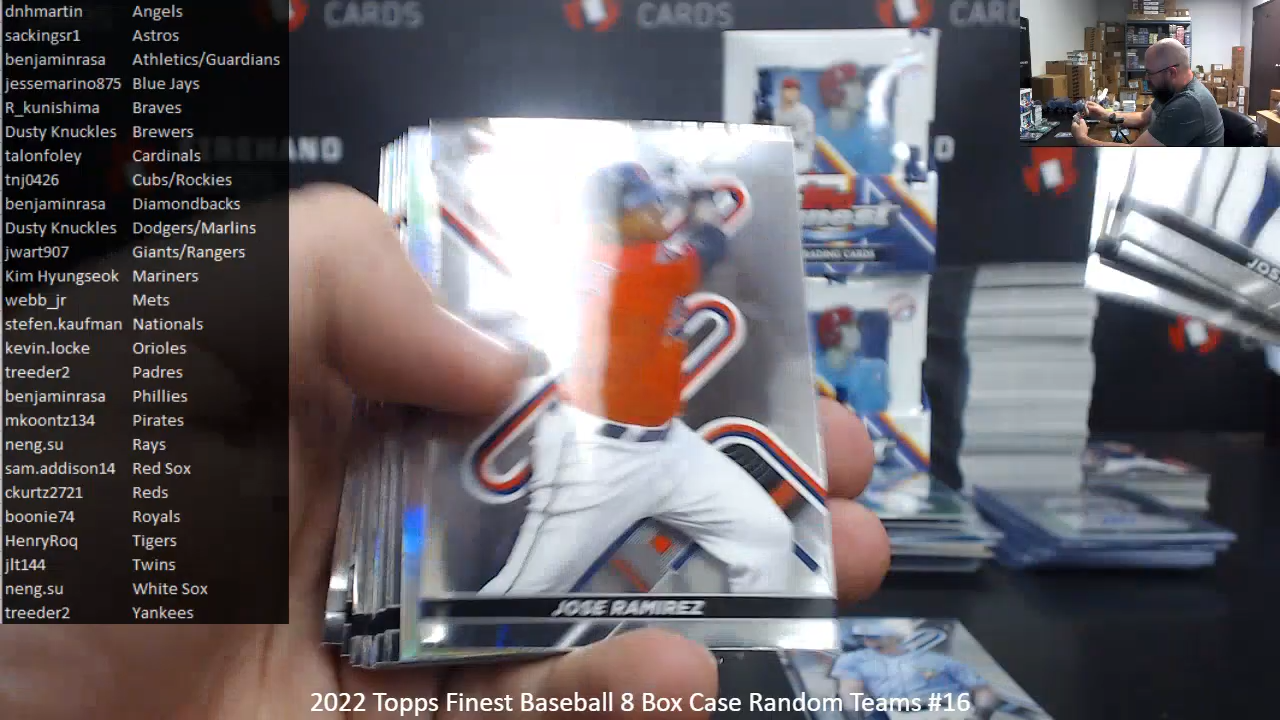 dnhmartin Angels
sackingsr1 Astros
benjaminrasa Athletics/Guardians
jessemarino875 Blue Jays
R_kunishima Braves
Dusty Knuckles Brewers
talonfoley Cardinals
tnj0426 Cubs/Rockies
benjaminrasa Diamondbacks
Dusty Knuckles Dodgers/Marlins
jwart907 Giants/Rangers
Kim Hyungseok Mariners
webb_jr Mets
stefen.kaufman Nationals
kevin.locke Orioles
treeder2 Padres
benjaminrasa Phillies
mkoontz134 Pirates
neng.su Rays
sam.addison14 Red Sox
ckurtz2721 Reds
boonie74 Royals
HenryRoq Tigers
jlt144 Twins
neng.su White Sox
treeder2 Yankees
CARDS
CARDS
JOSE RAMIREZ
2022 Topps Finest Baseball 8 Box Case Random Teams #16